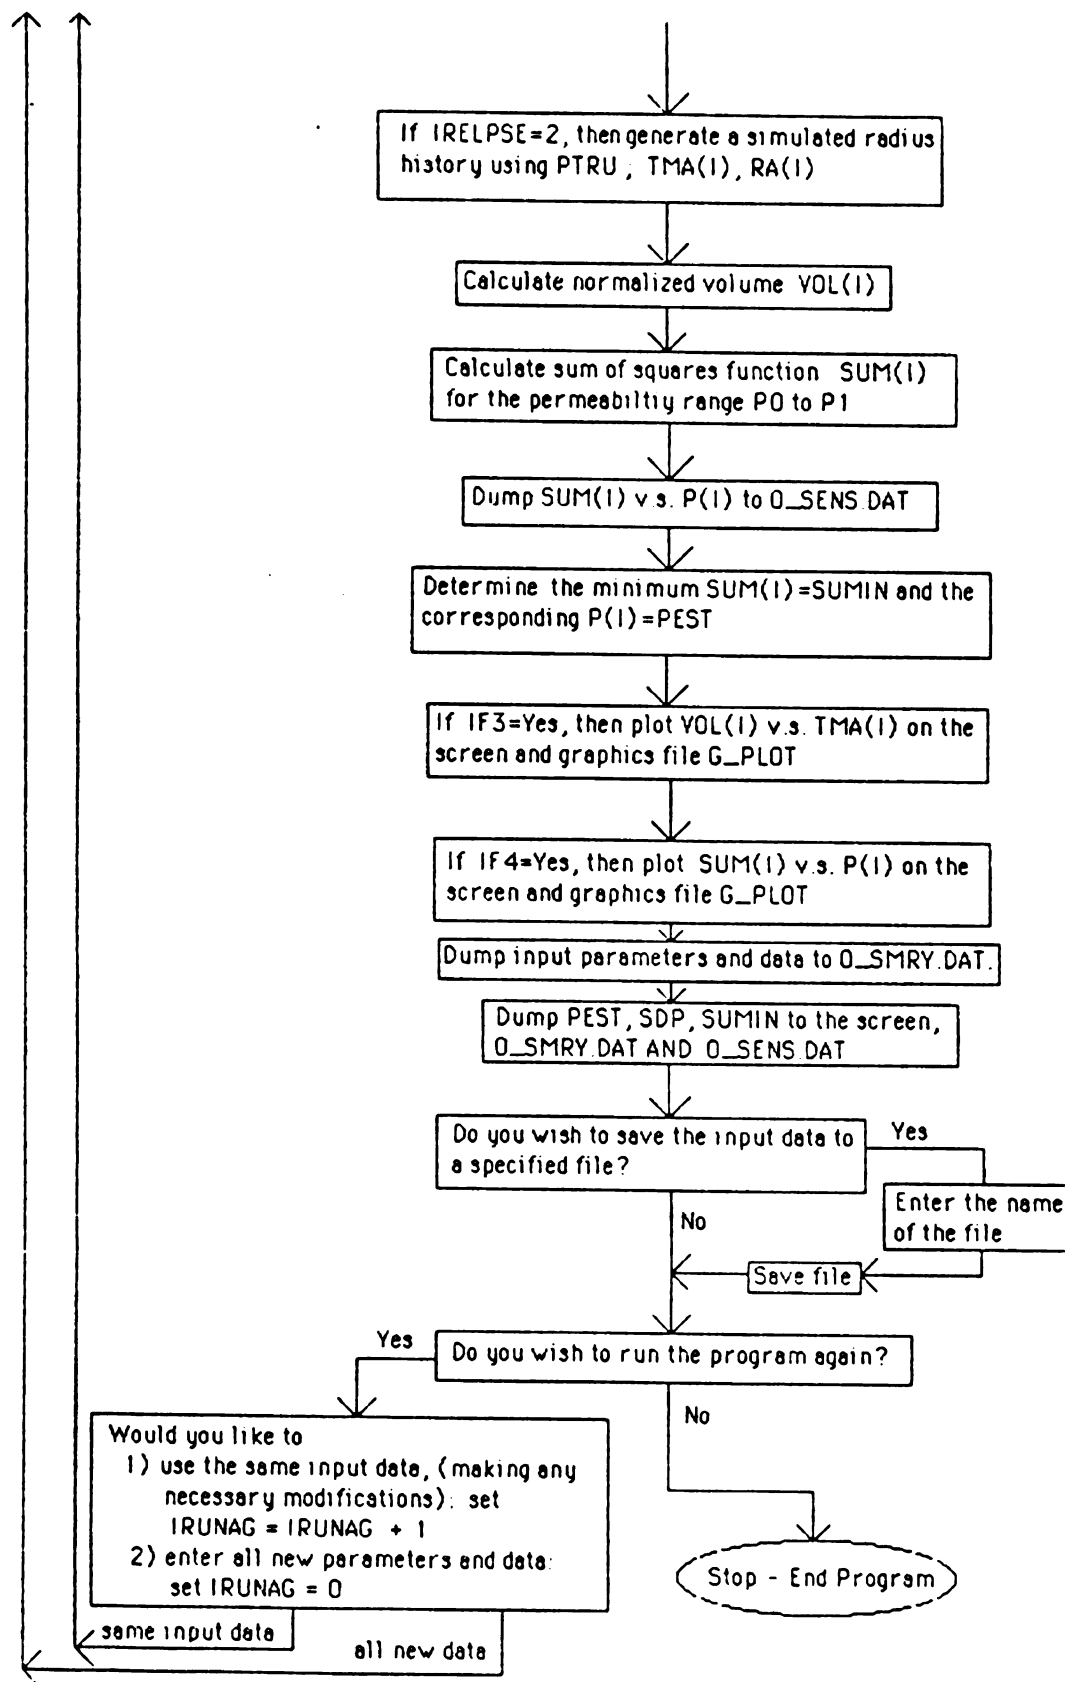 If IRELPSE=2, then generate a simulated radius
history using PTRU, TMA(I), RA(I)
Calculate normalized volume VOL(I)
Calculate sum of squares function SUM(I)
for the permeabiltiy range P0 to P1
Dump SUM(I) v.s. P(I) to O_SENS.DAT
Determine the minimum SUM(I)=SUMIN and the
corresponding P(I)=PEST
If IF3=Yes, then plot VOL(I) v.s. TMA(I) on the
screen and graphics file G_PLOT
If IF4=Yes, then plot SUM(I) v.s. P(I) on the
screen and graphics file G_PLOT
Dump input parameters and data to O_SMRY.DAT.
Dump PEST, SDP, SUMIN to the screen,
O_SMRY.DAT AND O_SENS.DAT
Do you wish to save the input data to
a specified file?
Yes
Enter the name
of the file
No
Save file
Yes
Do you wish to run the program again?
No
Would you like to
1) use the same input data, (making any
necessary modifications): set
IRUNAG = IRUNAG + 1
2) enter all new parameters and data:
set IRUNAG = 0
Stop - End Program
same input data
all new data